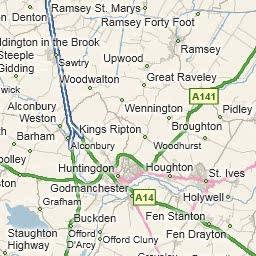 Ramsey St. Marys
on Denton
Ramsey Forty Foot
ddington in the Brook
Steeple
Gidding
Sawtry
Upwood
Ramsey
Woodwalton
Great Raveley
wick
A141
Alconbury
Weston
Wennington
Pidley
Broughton
Kings Ripton
Barham
Alconbury
Woodhurst
olley
Huntingdon
Houghton
St. Ives
Godmanchester
Grafham
A14
Holywell
Buckden
Fen Stanton
Staughton
Highway
Offord
D'Arcy
Offord Cluny
Fen Drayton